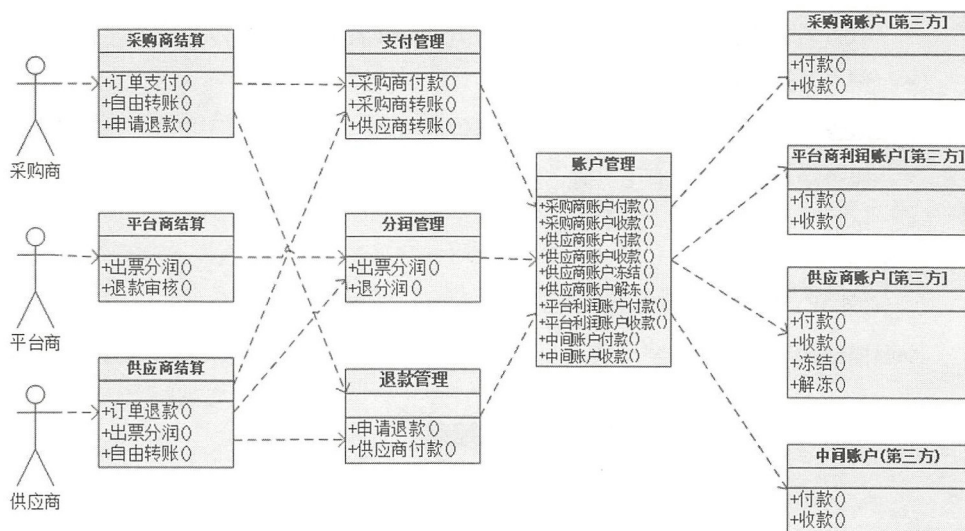 采购商结算
+订单支付()
+自由转账()
+申请退款()
采购商
平台商结算
+出票分润()
+退款审核()
平台商
供应商结算
+订单退款()
+出票分润()
+自由转账()
供应商
支付管理
+采购商付款()
+采购商转账()
+供应商转账()
分润管理
+出票分润()
+退分润()
退款管理
+申请退款()
+供应商付款()
账户管理
+采购商账户付款()
+采购商账户收款()
+供应商账户付款()
+供应商账户收款()
+供应商账户冻结()
+供应商账户解冻()
+平台利润账户付款()
+平台利润账户收款()
+中间账户付款()
+中间账户收款()
采购商账户[第三方]
+付款()
+收款()
平台商利润账户[第三方]
+付款()
+收款()
供应商账户[第三方]
+付款()
+收款()
+冻结()
+解冻()
中间账户(第三方)
+付款()
+收款()